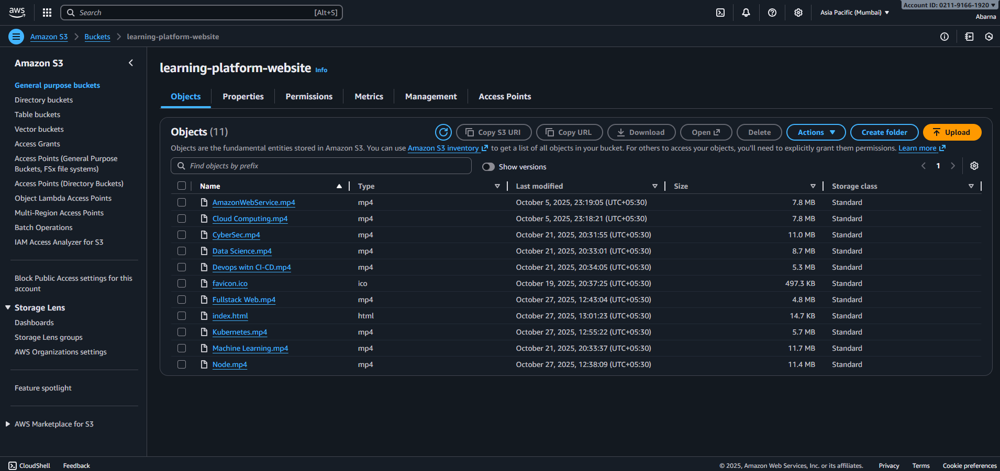 aws
Search [Alt+S]
Asia Pacific (Mumbai)
Account ID: 0211-9166-1920
Abarna
Amazon S3
Buckets
learning-platform-website
Amazon S3
General purpose buckets
Directory buckets
Table buckets
Vector buckets
Access Grants
Access Points (General Purpose
Buckets, FSx file systems)
Access Points (Directory Buckets)
Object Lambda Access Points
Multi-Region Access Points
Batch Operations
IAM Access Analyzer for S3
Block Public Access settings for this
account
Storage Lens
Dashboards
Storage Lens groups
AWS Organizations settings
Feature spotlight
AWS Marketplace for S3
learning-platform-website Info
Objects Properties Permissions Metrics Management Access Points
Objects (11)
Copy S3 URI Copy URL Download Open Delete Actions Create folder Upload
Objects are the fundamental entities stored in Amazon S3. You can use Amazon S3 inventory to get a list of all objects in your bucket. For others to access your objects, you'll need to explicitly grant them permissions. Learn more
Find objects by prefix
Show versions
1
Name Type Last modified Size Storage class
AmazonWebService.mp4 mp4 October 5, 2025, 23:19:05 (UTC+05:30) 7.8 MB Standard
Cloud Computing.mp4 mp4 October 5, 2025, 23:18:21 (UTC+05:30) 7.8 MB Standard
CyberSec.mp4 mp4 October 21, 2025, 20:31:55 (UTC+05:30) 11.0 MB Standard
Data Science.mp4 mp4 October 21, 2025, 20:33:01 (UTC+05:30) 8.7 MB Standard
Devops witn CI-CD.mp4 mp4 October 21, 2025, 20:34:05 (UTC+05:30) 5.3 MB Standard
favicon.ico ico October 19, 2025, 20:37:25 (UTC+05:30) 497.3 KB Standard
Fullstack Web.mp4 mp4 October 27, 2025, 12:43:04 (UTC+05:30) 4.8 MB Standard
index.html html October 27, 2025, 13:01:23 (UTC+05:30) 14.7 KB Standard
Kubernetes.mp4 mp4 October 27, 2025, 12:55:22 (UTC+05:30) 5.7 MB Standard
Machine Learning.mp4 mp4 October 21, 2025, 20:33:37 (UTC+05:30) 11.7 MB Standard
Node.mp4 mp4 October 27, 2025, 12:38:09 (UTC+05:30) 11.4 MB Standard
CloudShell Feedback
© 2025, Amazon Web Services, Inc. or its affiliates. Privacy Terms Cookie preferences